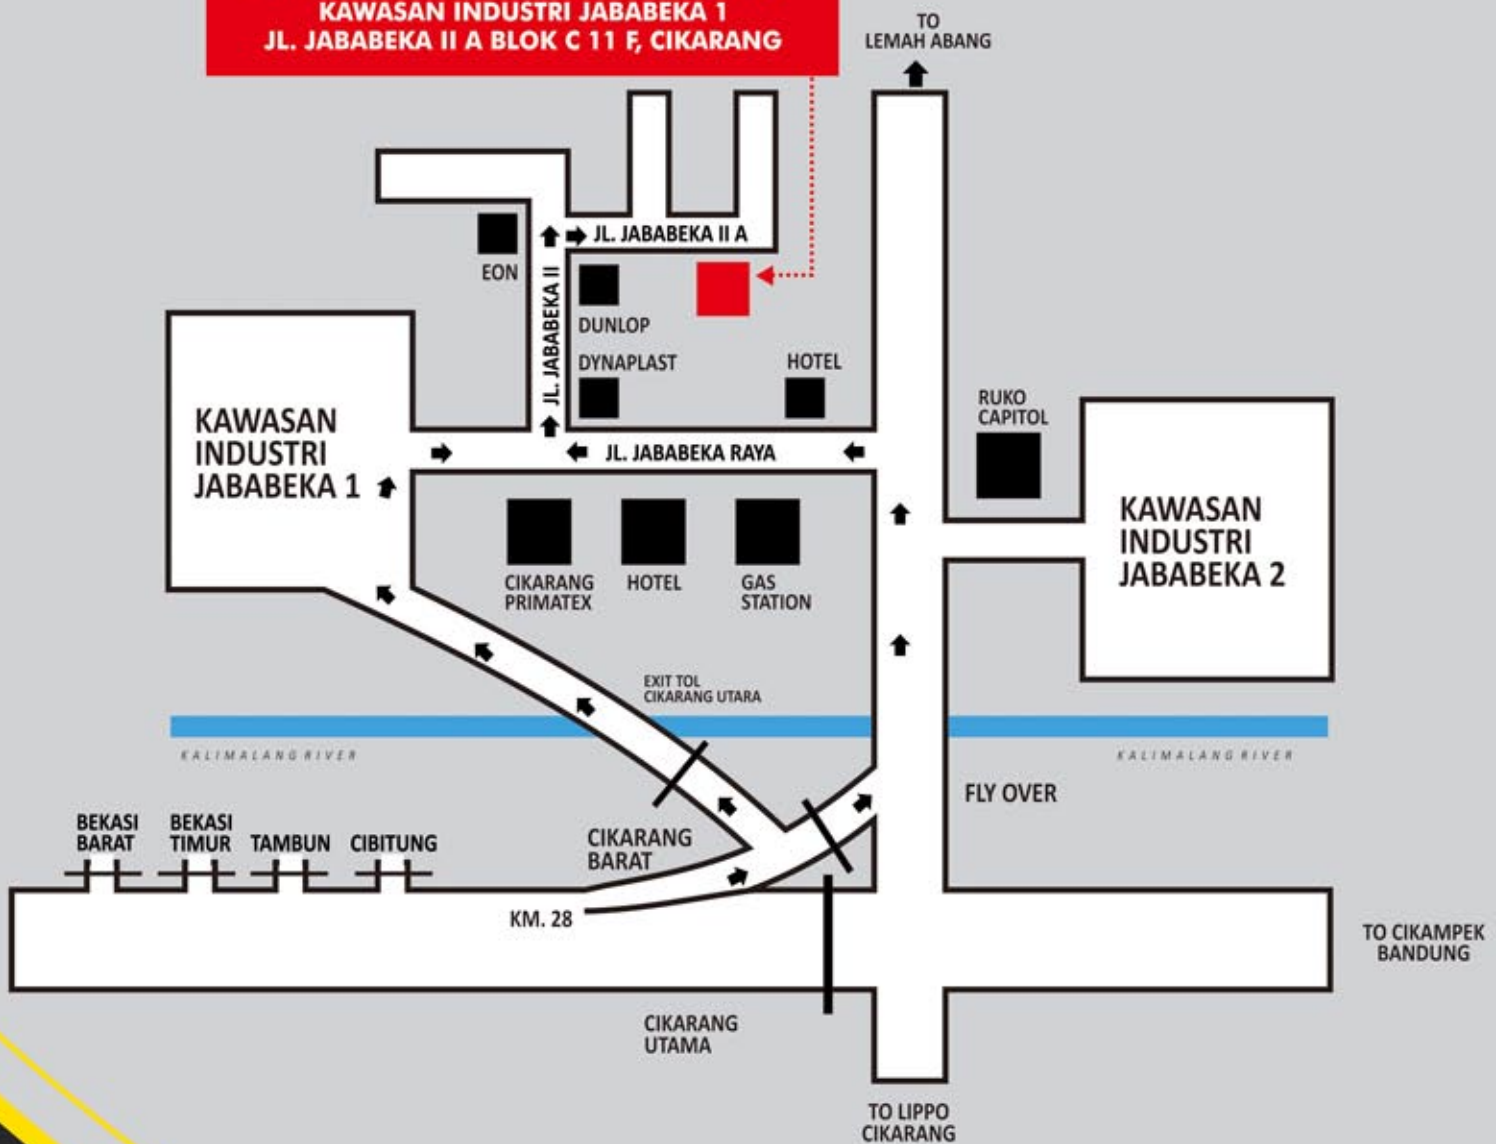 KAWASAN INDUSTRI JABABEKA 1
JL. JABABEKA II A BLOK C 11 F, CIKARANG
TO
LEMAH ABANG
JL. JABABEKA II A
EON
JL. JABABEKA II
DUNLOP
DYNAPLAST
HOTEL
RUKO
CAPITOL
KAWASAN
INDUSTRI
JABABEKA 1
JL. JABABEKA RAYA
KAWASAN
INDUSTRI
JABABEKA 2
CIKARANG
PRIMATEX
HOTEL
GAS
STATION
EXIT TOL
CIKARANG UTARA
KALIMALANG RIVER
KALIMALANG RIVER
FLY OVER
BEKASI
BARAT
BEKASI
TIMUR
TAMBUN
CIBITUNG
CIKARANG
BARAT
KM. 28
TO CIKAMPEK
BANDUNG
CIKARANG
UTAMA
TO LIPPO
CIKARANG